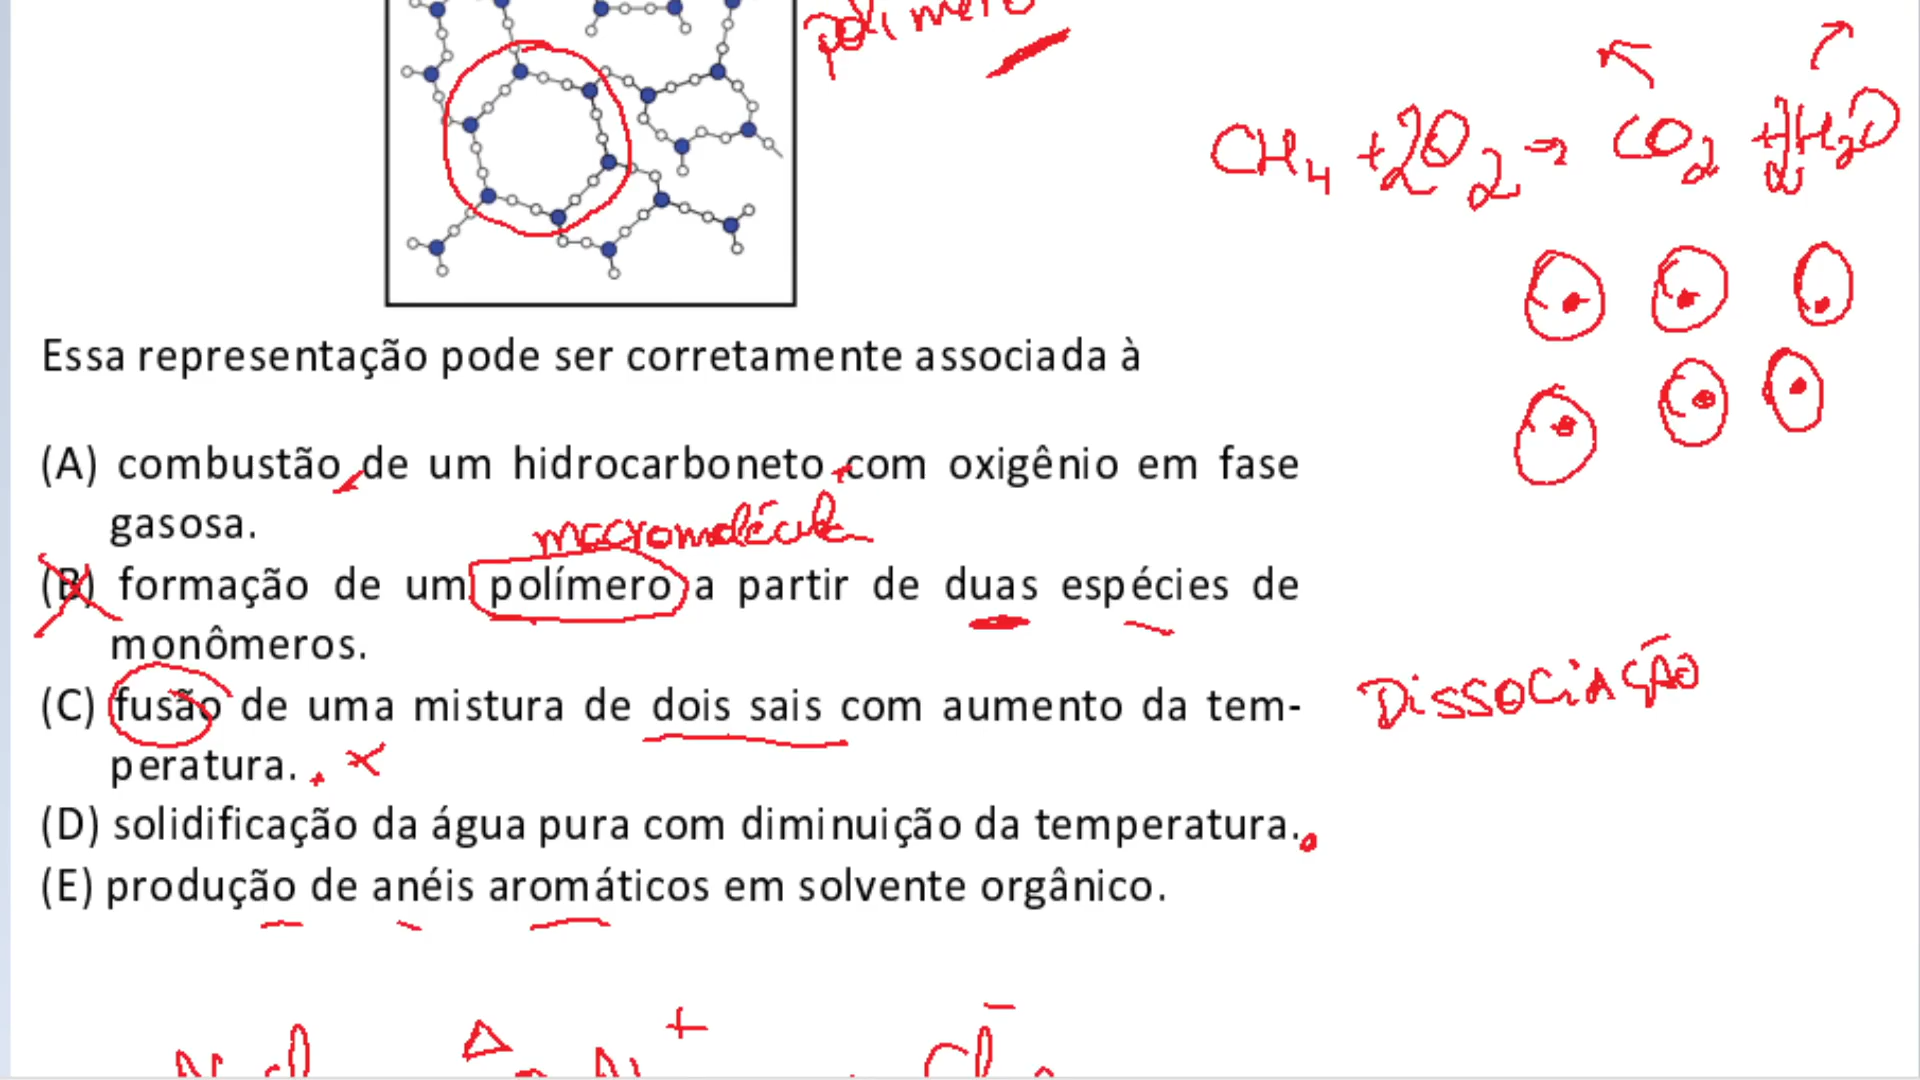 polímero
CH4 + 2O2 ⇒ CO2 + 2H2O
Essa representação pode ser corretamente associada à
(A) combustão de um hidrocarboneto com oxigênio em fase
gasosa.
macromolécula
(B) formação de um polímero a partir de duas espécies de
monômeros.
(C) fusão de uma mistura de dois sais com aumento da tem-
peratura.
Dissociação
(D) solidificação da água pura com diminuição da temperatura.
(E) produção de anéis aromáticos em solvente orgânico.